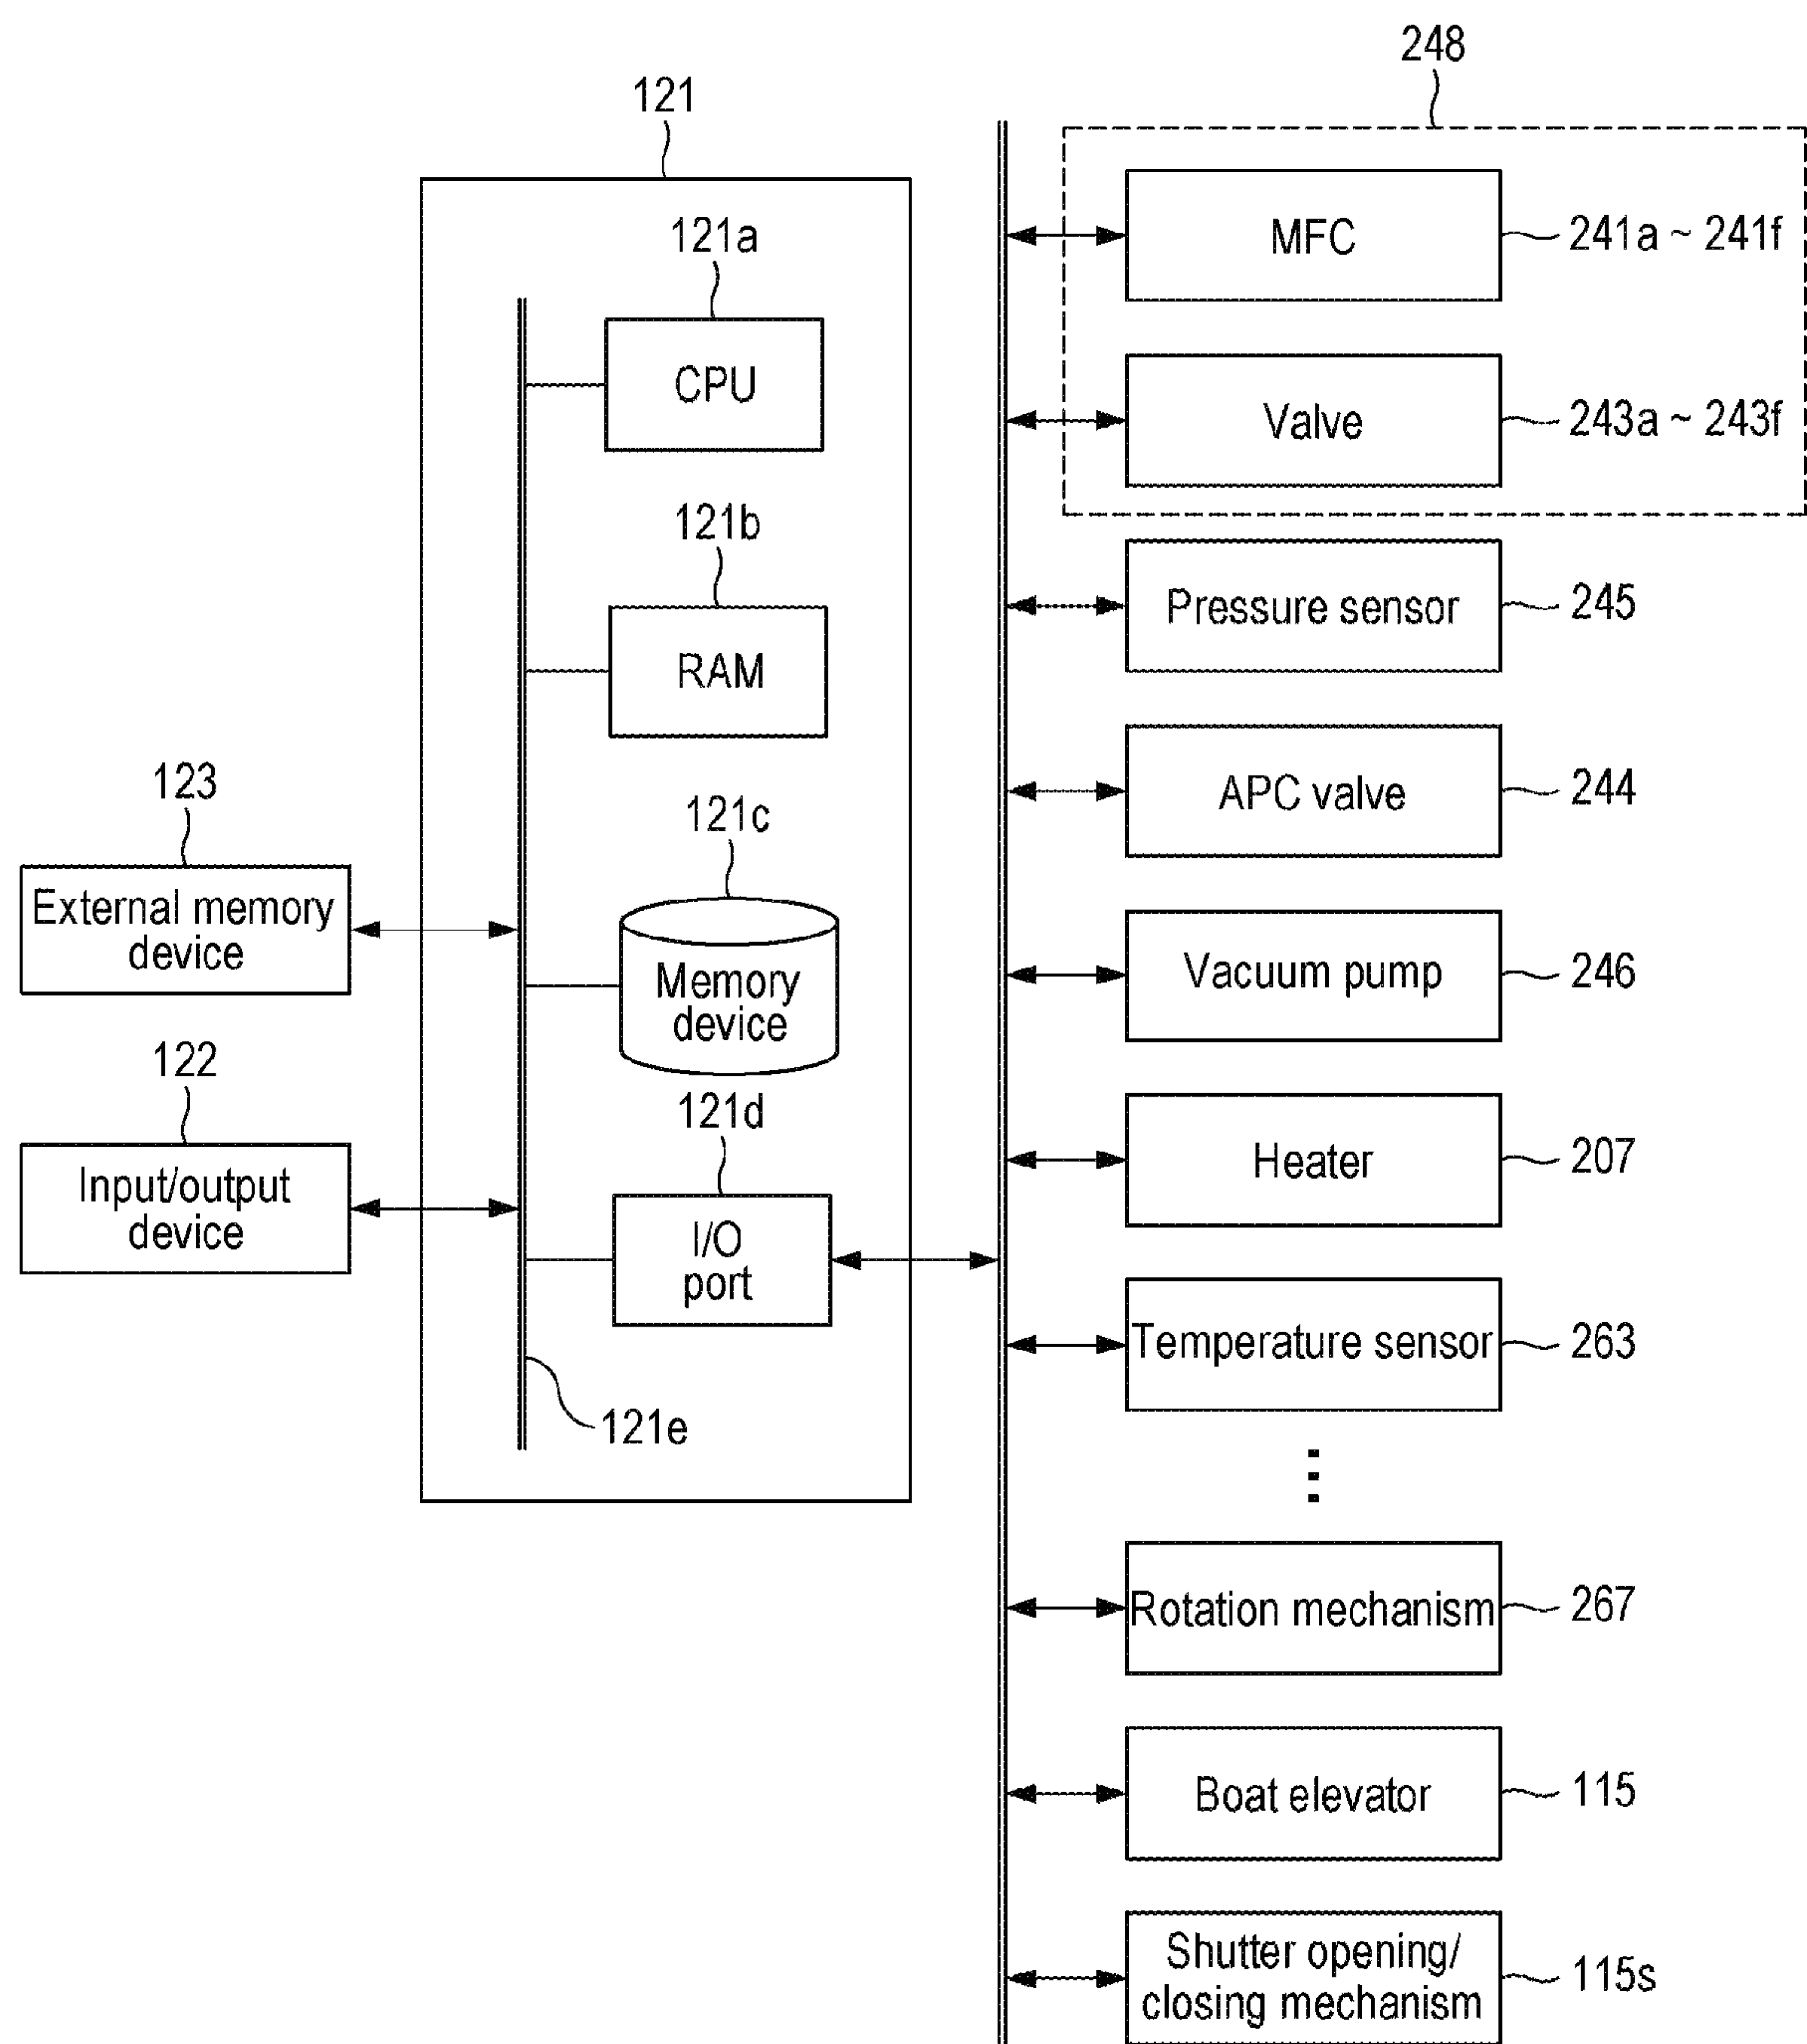 248
121
MFC
241a ~ 241f
121a
CPU
Valve
243a ~ 243f
121b
RAM
Pressure sensor
245
APC valve
244
123
External memory
device
121c
Memory
device
Vacuum pump
246
122
Input/output
device
121d
I/O
port
Heater
207
Temperature sensor
263
121e
Rotation mechanism
267
Boat elevator
115
Shutter opening/
closing mechanism
115s